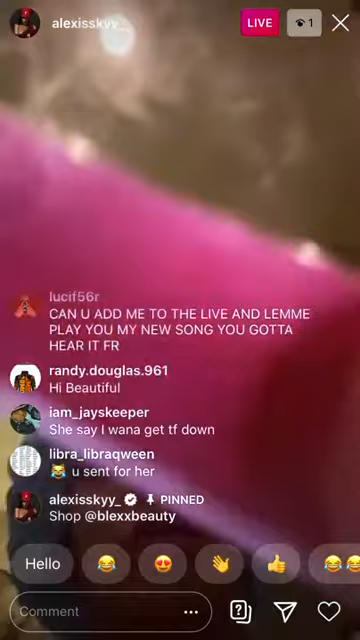 alexisskyy_
LIVE
1
lucif56r
CAN U ADD ME TO THE LIVE AND LEMME
PLAY YOU MY NEW SONG YOU GOTTA
HEAR IT FR
randy.douglas.961
Hi Beautiful
iam_jayskeeper
She say I wana get tf down
libra_libraqween
😹 u sent for her
alexisskyy_ PINNED
Shop @blexxbeauty
Hello 😂 😍 👋 👍 😂😂
Comment